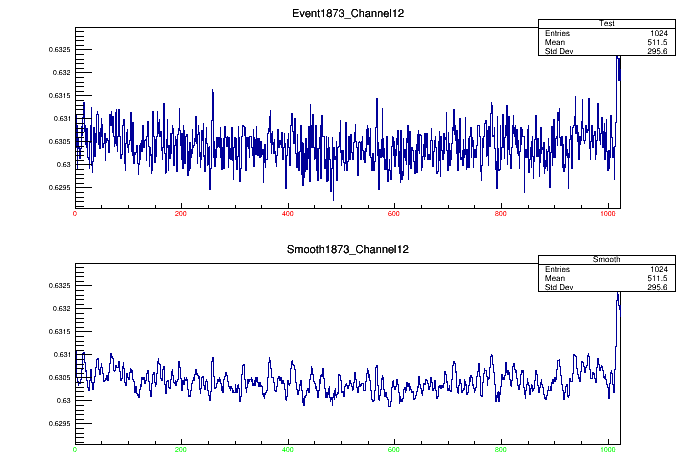 Event1873_Channel12
Test
Entries 1024
Mean 511.5
Std Dev 295.6
0.6325
0.632
0.6315
0.631
0.6305
0.63
0.6295
0 200 400 600 800 1000
Smooth1873_Channel12
Smooth
Entries 1024
Mean 511.5
Std Dev 295.6
0.6325
0.632
0.6315
0.631
0.6305
0.63
0.6295
0 200 400 600 800 1000